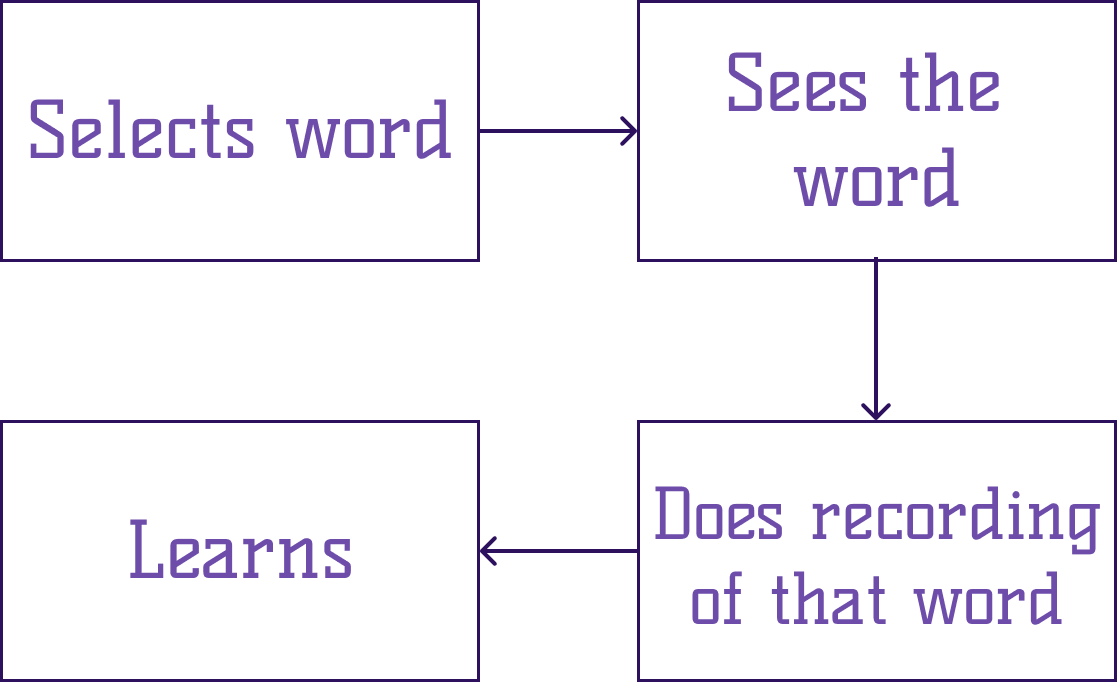 Selects word
Sees the
word
Does recording
of that word
Learns